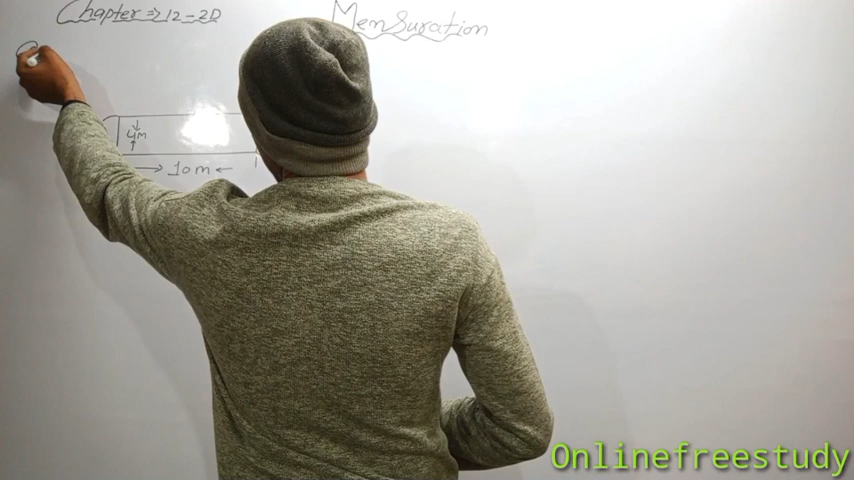 Chapter => 12 - 2D
Mensuration
4m
→ 10m ←
Onlinefreestudy